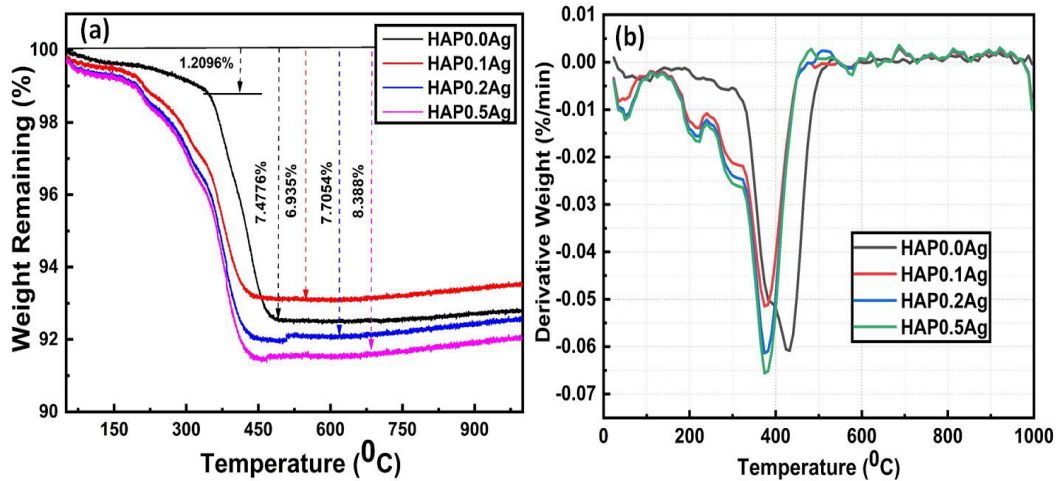 (a)
HAP0.0Ag
HAP0.1Ag
HAP0.2Ag
HAP0.5Ag
1.2096%
7.4776%
6.935%
7.7054%
8.388%
Weight Remaining (%)
100
98
96
94
92
90
150
300
450
600
750
900
Temperature (⁰C)
(b)
Derivative Weight (%/min)
0.01
0.00
-0.01
-0.02
-0.03
-0.04
-0.05
-0.06
-0.07
HAP0.0Ag
HAP0.1Ag
HAP0.2Ag
HAP0.5Ag
0
200
400
600
800
1000
Temperature (⁰C)